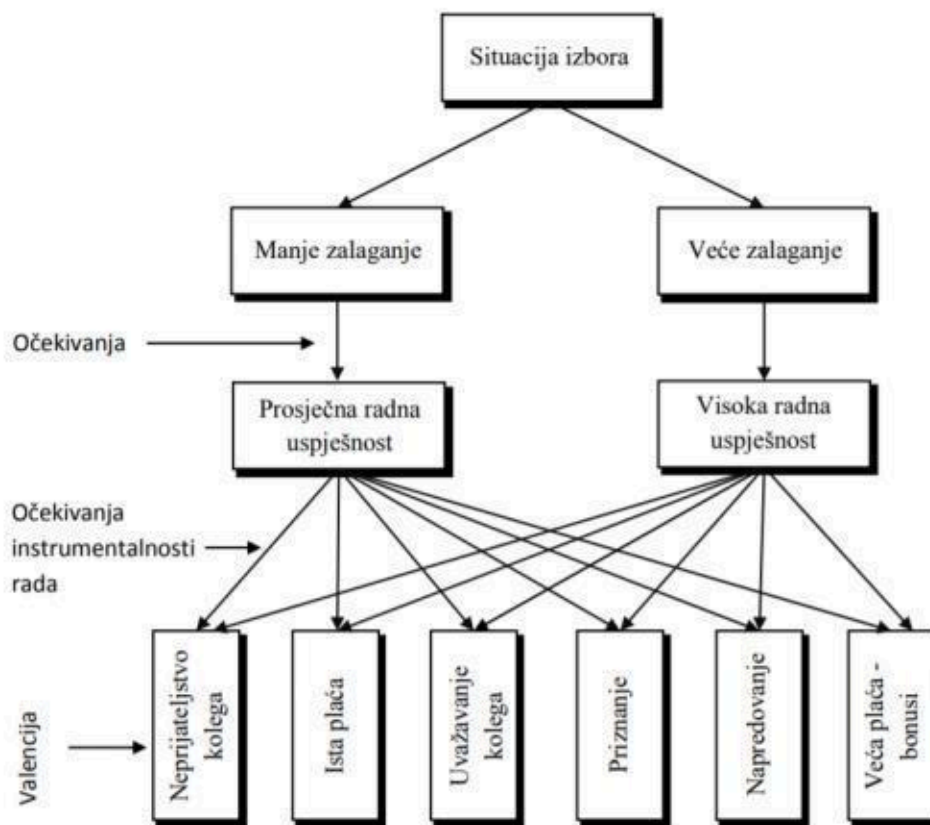 Situacija izbora
Manje zalaganje
Veće zalaganje
Očekivanja
Prosječna radna
uspješnost
Visoka radna
uspješnost
Očekivanja
instrumentalnosti
rada
Valencija
Neprijateljstvo
kolega
Ista plaća
Uvažavanje
kolega
Priznanje
Napredovanje
Veća plaća -
bonusi